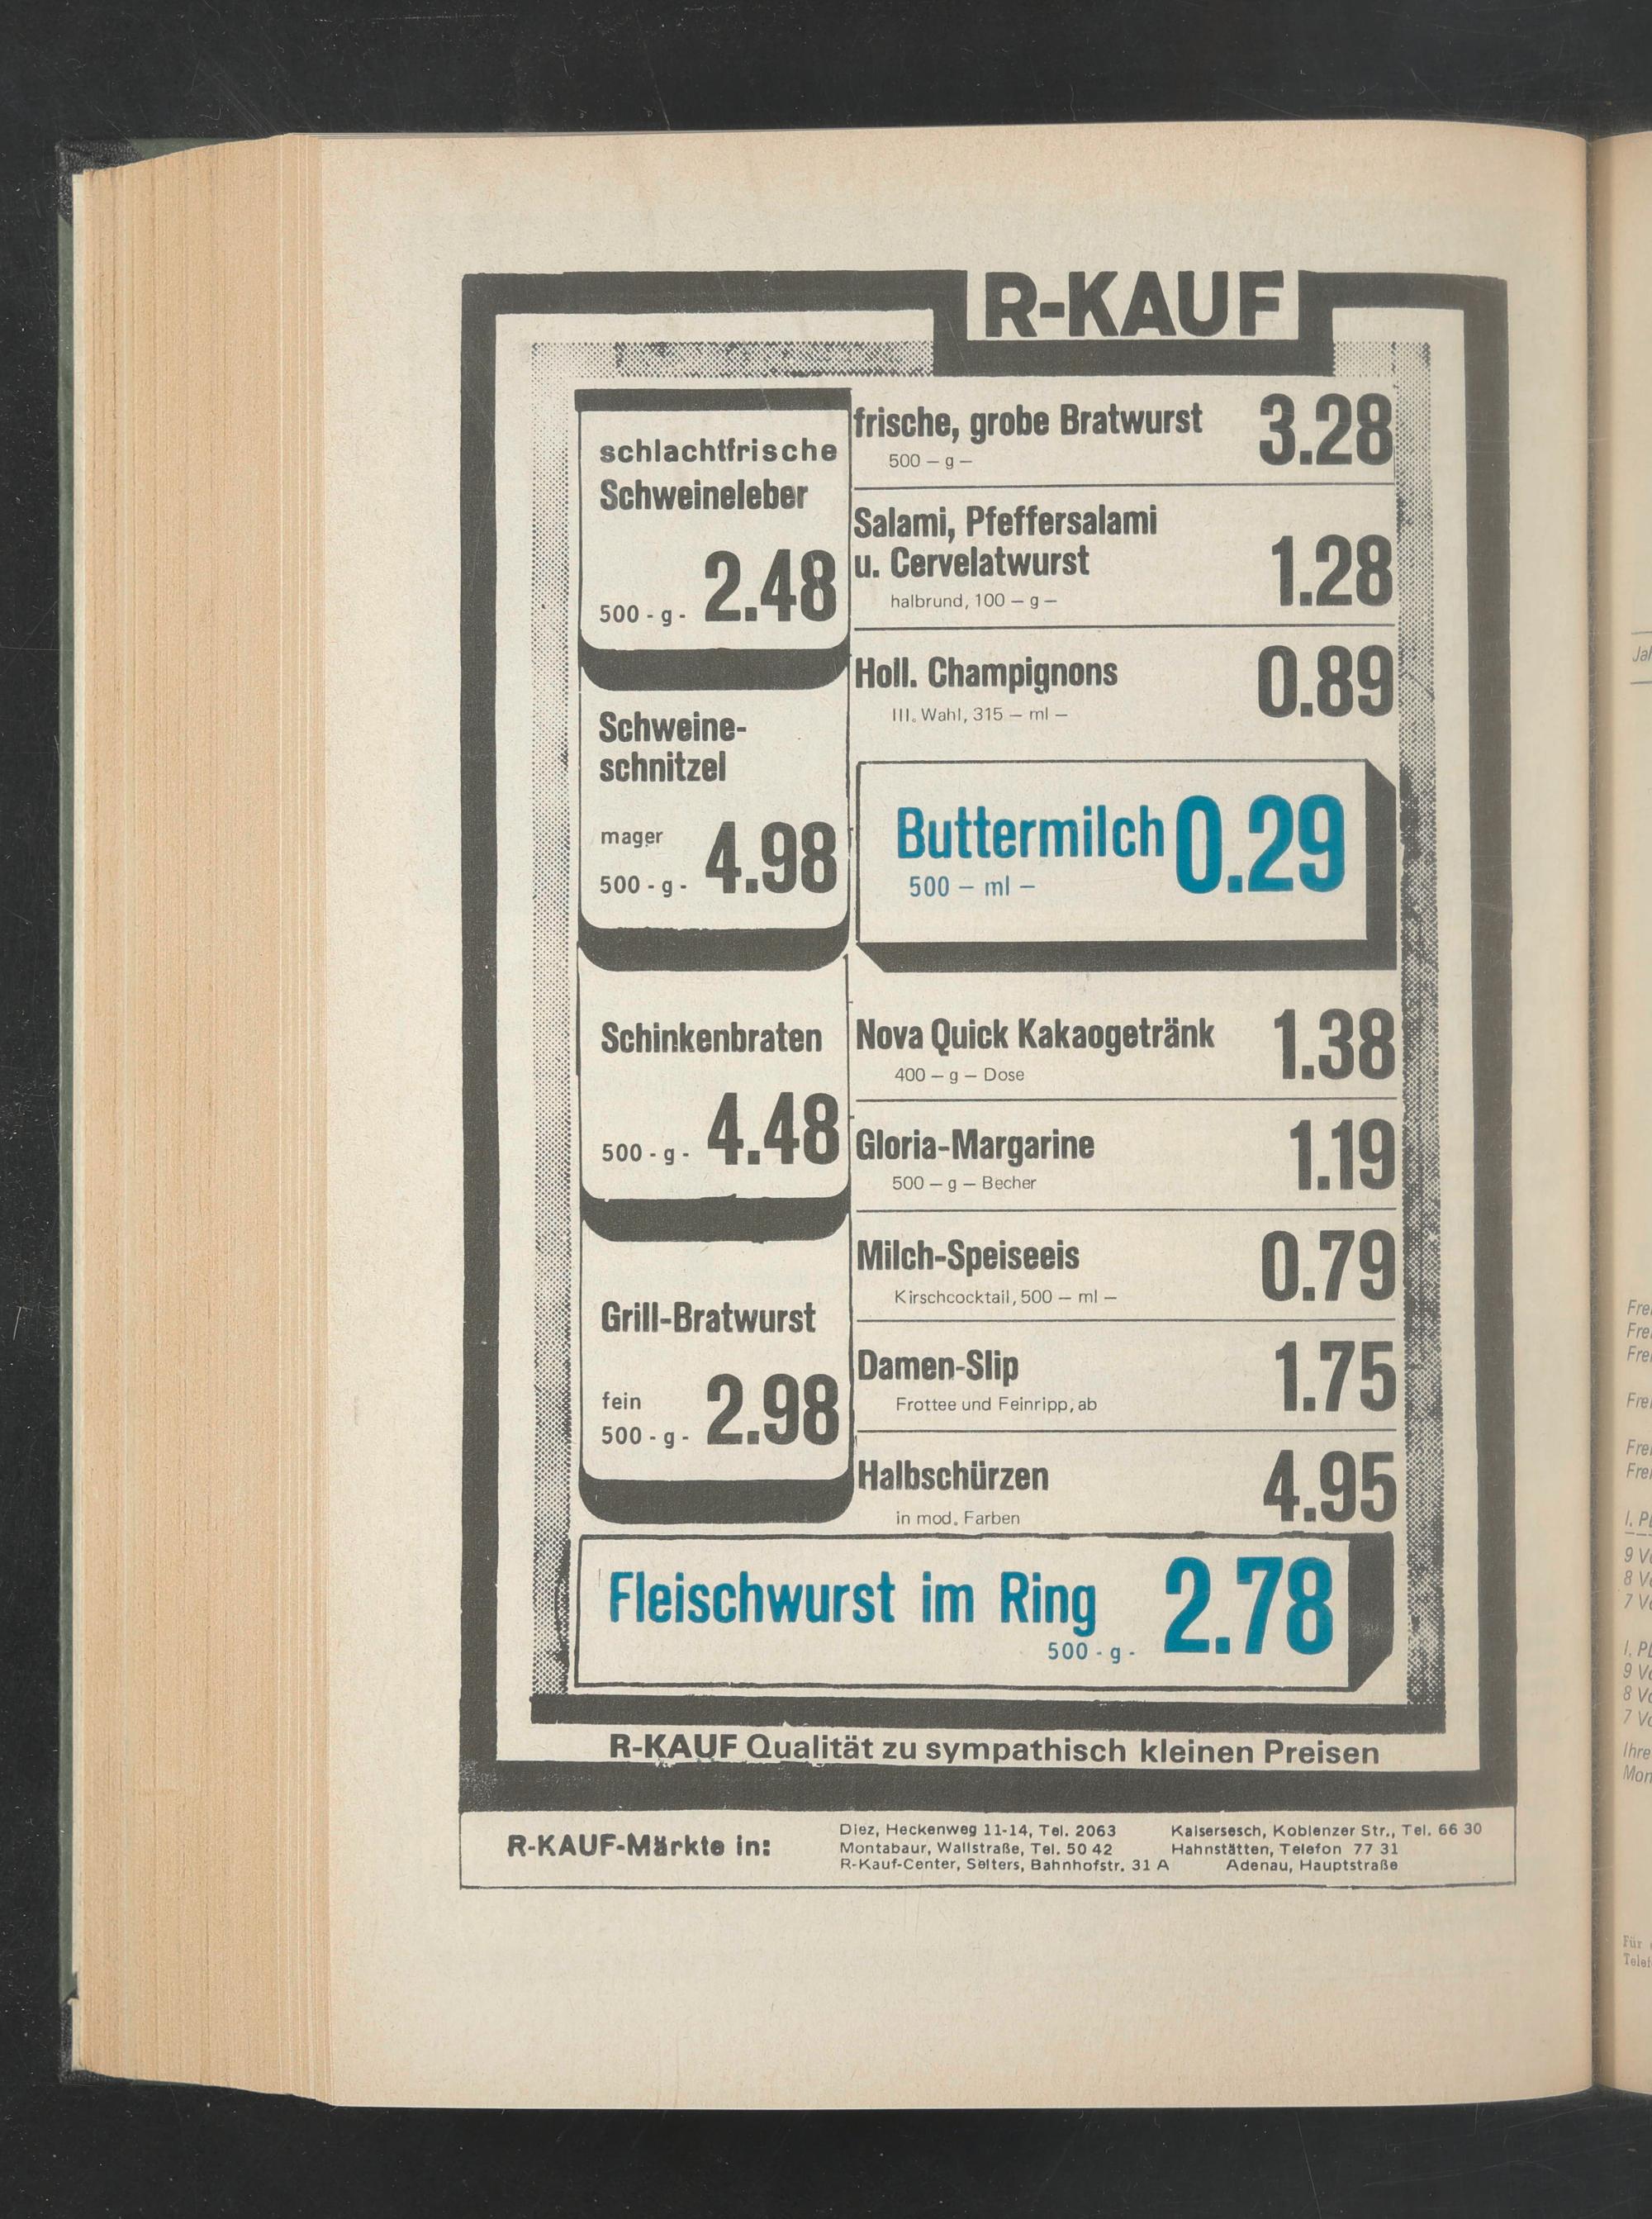 R-KAUF
schlachtfrische
Schweineleber
500 - g - 2.48
Schweine-
schnitzel
mager
500 - g - 4.98
Schinkenbraten
500 - g - 4.48
Grill-Bratwurst
fein
500 - g - 2.98
frische, grobe Bratwurst 3.28
500 — g —
Salami, Pfeffersalami
u. Cervelatwurst 1.28
halbrund, 100 — g —
Holl. Champignons 0.89
III. Wahl, 315 — ml —
Buttermilch 0.29
500 — ml —
Nova Quick Kakaogetränk 1.38
400 — g — Dose
Gloria-Margarine 1.19
500 — g — Becher
Milch-Speiseeis 0.79
Kirschcocktail, 500 — ml —
Damen-Slip 1.75
Frottee und Feinripp, ab
Halbschürzen 4.95
in mod. Farben
Fleischwurst im Ring 2.78
500 - g -
R-KAUF Qualität zu sympathisch kleinen Preisen
R-KAUF-Märkte in:
Diez, Heckenweg 11-14, Tel. 2063
Montabaur, Wallstraße, Tel. 50 42
R-Kauf-Center, Selters, Bahnhofstr. 31 A
Kaisersesch, Koblenzer Str., Tel. 66 30
Hahnstätten, Telefon 77 31
Adenau, Hauptstraße